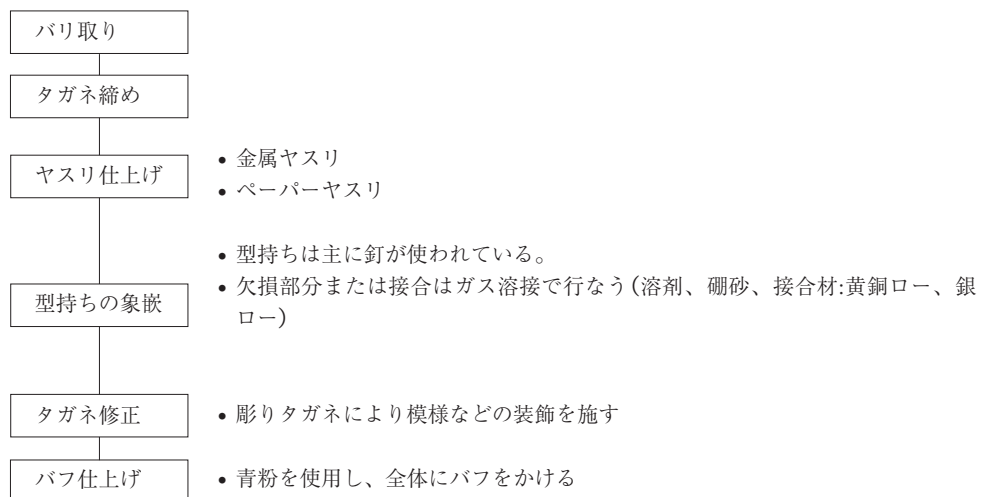 バリ取り
タガネ締め
ヤスリ仕上げ
• 金属ヤスリ
• ペーパーヤスリ
• 型持ちは主に釘が使われている。
型持ちの象嵌
• 欠損部分または接合はガス溶接で行なう(溶剤、硼砂、接合材:黄銅ロー、銀
ロー)
タガネ修正
• 彫りタガネにより模様などの装飾を施す
バフ仕上げ
• 青粉を使用し、全体にバフをかける